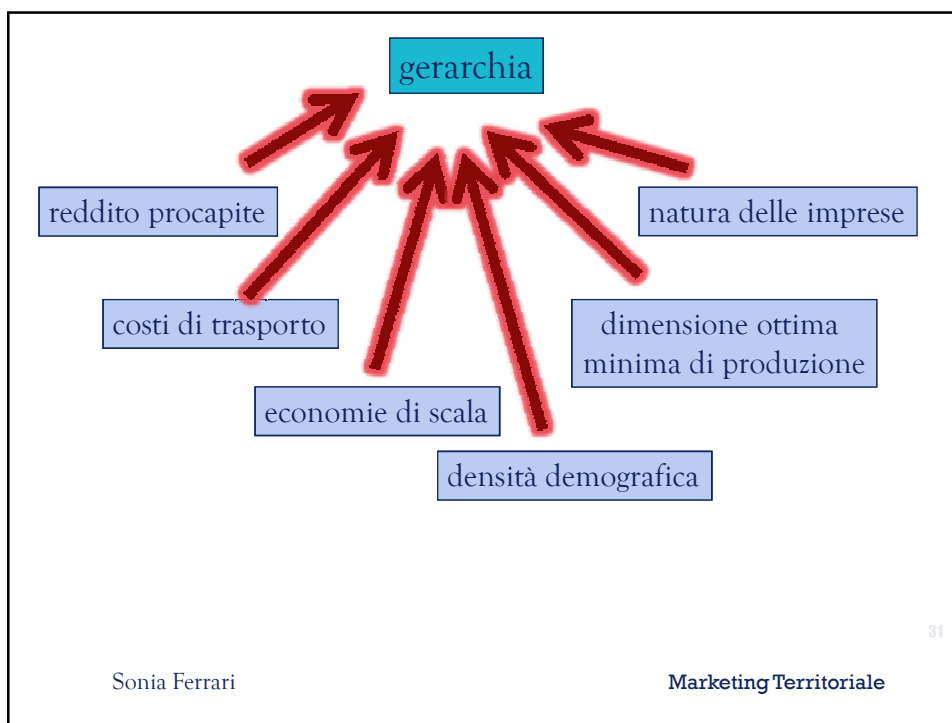 gerarchia
reddito procapite
natura delle imprese
costi di trasporto
dimensione ottima
minima di produzione
economie di scala
densità demografica
31
Sonia Ferrari
Marketing Territoriale